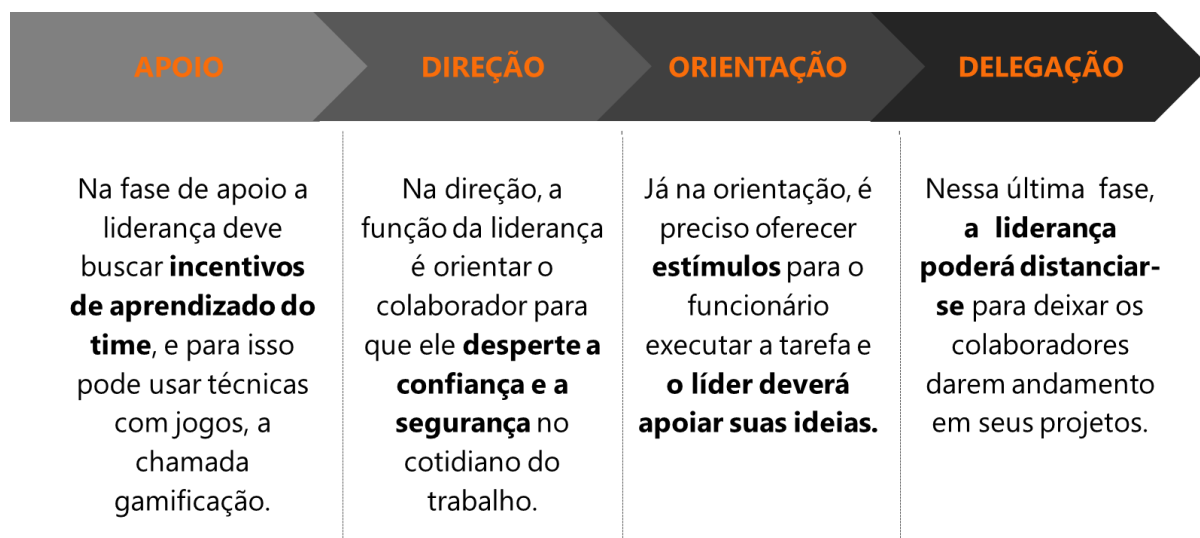 APOIO
DIREÇÃO
ORIENTAÇÃO
DELEGAÇÃO
Na fase de apoio a
liderança deve
buscar incentivos
de aprendizado do
time, e para isso
pode usar técnicas
com jogos, a
chamada
gamificação.
Na direção, a
função da liderança
é orientar o
colaborador para
que ele desperte a
confiança e a
segurança no
cotidiano do
trabalho.
Já na orientação, é
preciso oferecer
estímulos para o
funcionário
executar a tarefa e
o líder deverá
apoiar suas ideias.
Nessa última fase,
a liderança
poderá distanciar-
se para deixar os
colaboradores
darem andamento
em seus projetos.